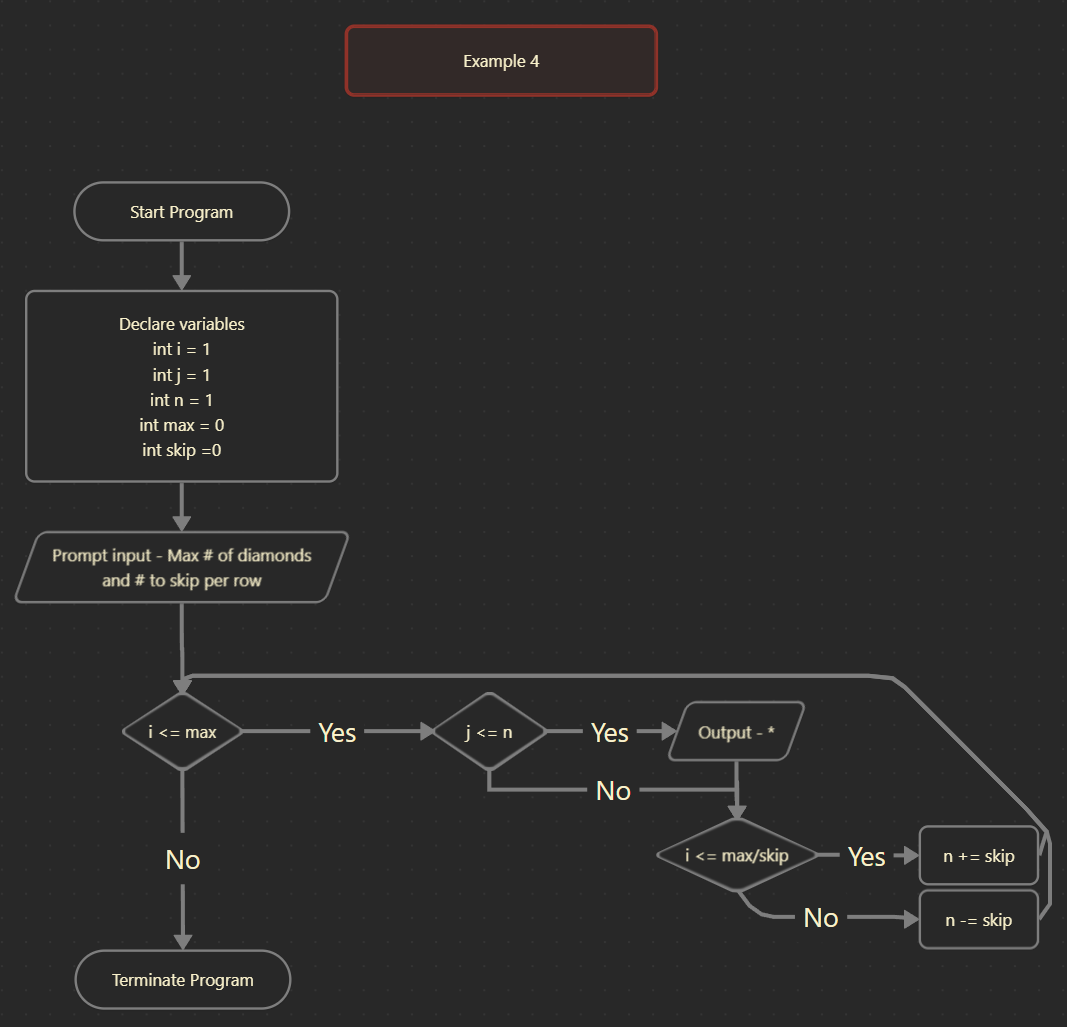 Example 4
Start Program
Declare variables
int i = 1
int j = 1
int n = 1
int max = 0
int skip =0
Prompt input - Max # of diamonds
and # to skip per row
i <= max
Yes
j <= n
Yes
Output - *
No
i <= max/skip
Yes
n += skip
No
No
n -= skip
Terminate Program